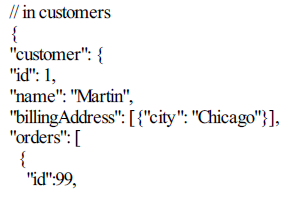 // in customers
{
"customer": {
"id": 1,
"name": "Martin",
"billingAddress": [{"city": "Chicago"}],
"orders": [
{
"id":99,